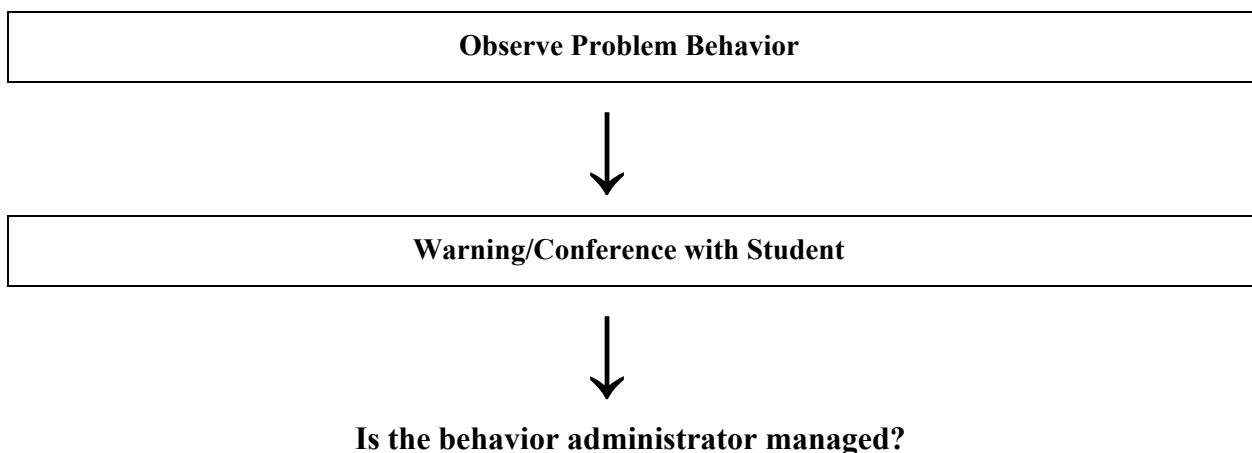 Observe Problem Behavior
Warning/Conference with Student
Is the behavior administrator managed?